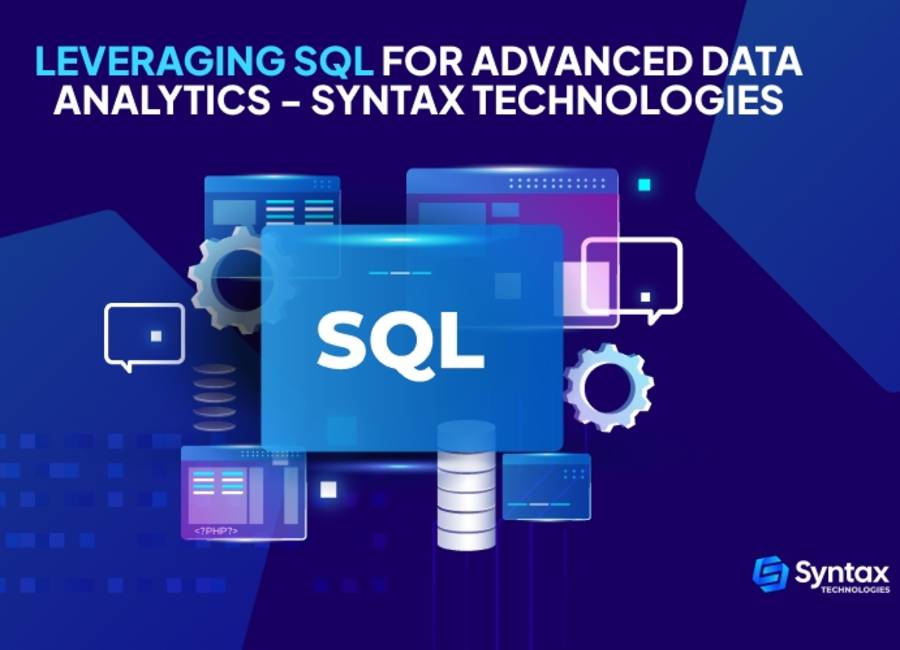 LEVERAGING SQL FOR ADVANCED DATA
ANALYTICS – SYNTAX TECHNOLOGIES
SQL
<?PHP?>
Syntax
TECHNOLOGIES